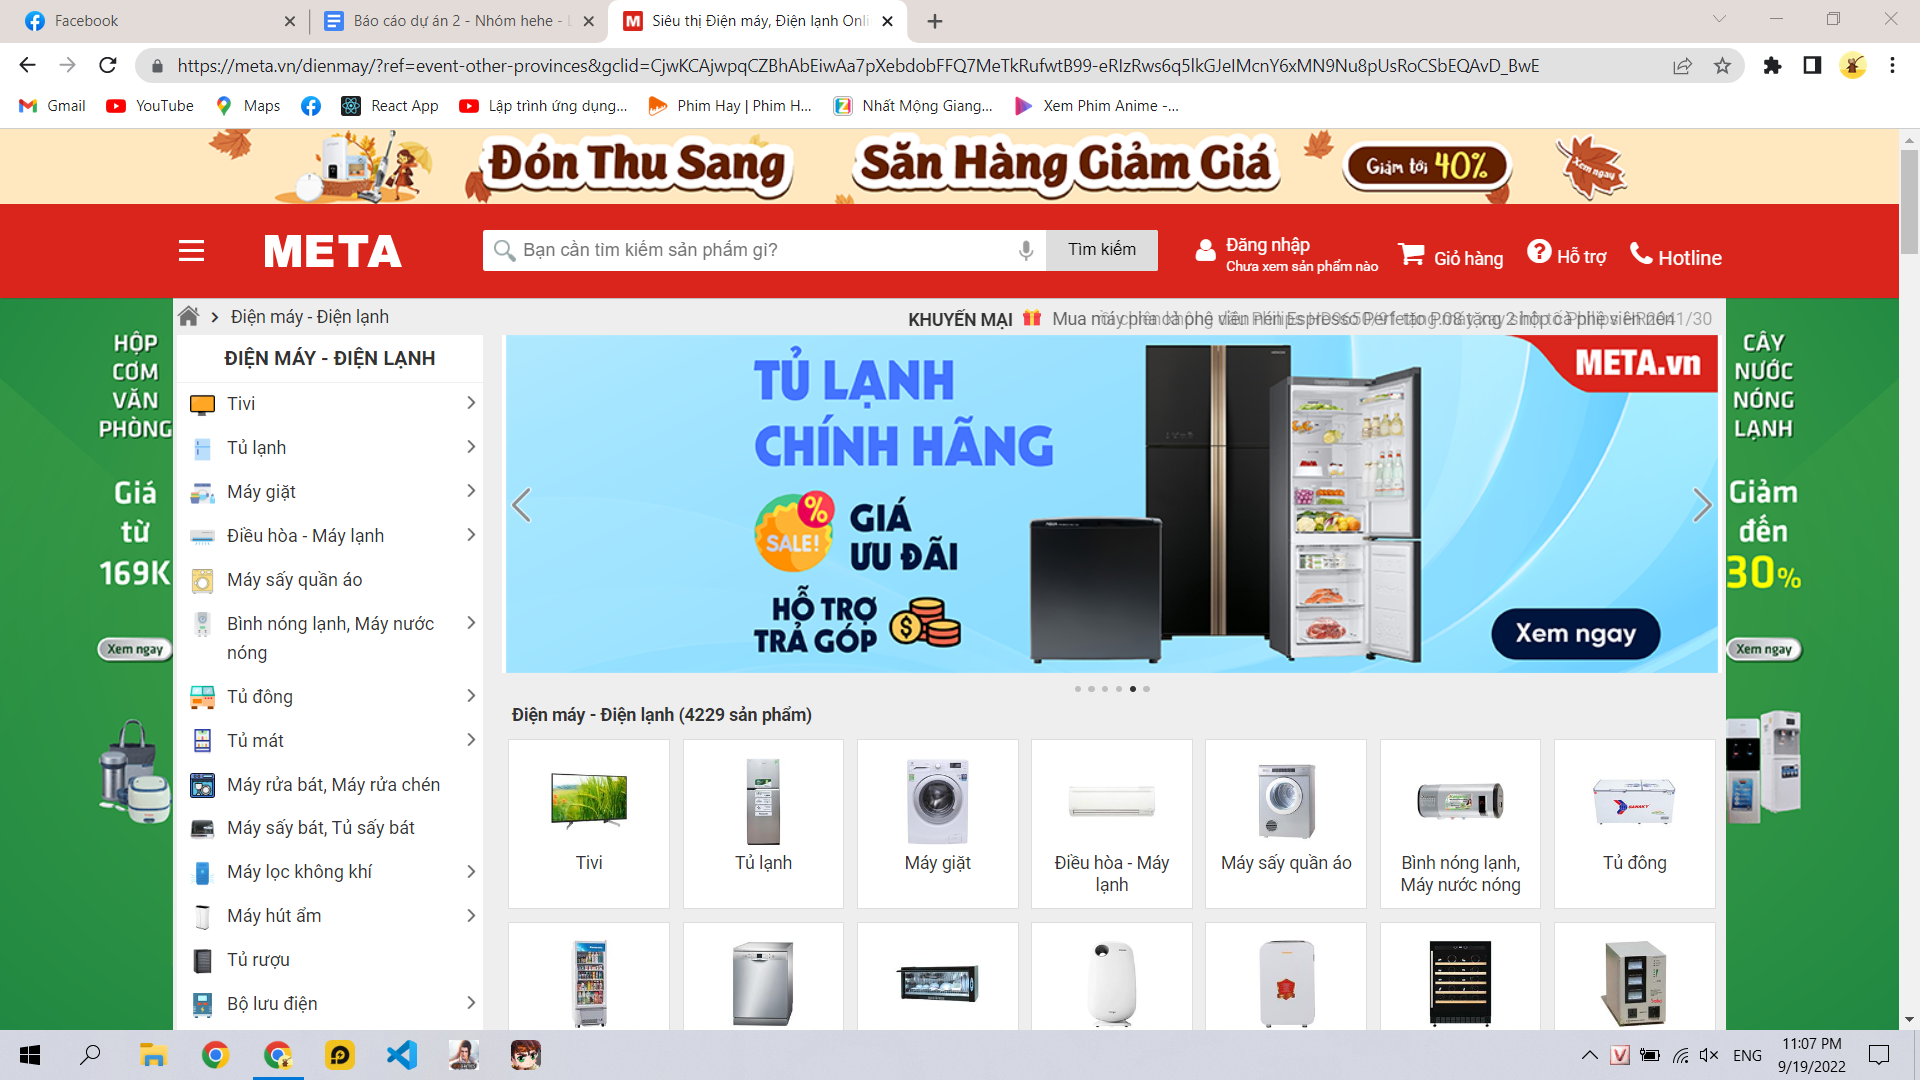 Facebook
Báo cáo dự án 2 - Nhóm hehe -
Siêu thị Điện máy, Điện lạnh Onli
https://meta.vn/dienmay/?ref=event-other-provinces&gclid=CjwKCAjwpqCZBhAbEiwAa7pXebdobFFQ7MeTkRufwtB99-eRIzRws6q5lkGJeIMcnY6xMN9Nu8pUsRoCSbEQAvD_BwE
Gmail
YouTube
Maps
React App
Lập trình ứng dụng...
Phim Hay | Phim H...
Nhất Mộng Giang...
Xem Phim Anime -...
Đón Thu Sang
Săn Hàng Giảm Giá
Giảm tới 40%
Xem ngay
META
Bạn cần tìm kiếm sản phẩm gì?
Tìm kiếm
Đăng nhập
Chưa xem sản phẩm nào
Giỏ hàng
Hỗ trợ
Hotline
Điện máy - Điện lạnh
KHUYẾN MẠI
HỘP
CƠM
VĂN
PHÒNG
Giá
từ
169K
Xem ngay
ĐIỆN MÁY - ĐIỆN LẠNH
Tivi
Tủ lạnh
Máy giặt
Điều hòa - Máy lạnh
Máy sấy quần áo
Bình nóng lạnh, Máy nước
nóng
Tủ đông
Tủ mát
Máy rửa bát, Máy rửa chén
Máy sấy bát, Tủ sấy bát
Máy lọc không khí
Máy hút ẩm
Tủ rượu
Bộ lưu điện
META.vn
TỦ LẠNH
CHÍNH HÃNG
%
SALE!
GIÁ
ƯU ĐÃI
HỖ TRỢ
TRẢ GÓP
Xem ngay
CÂY
NƯỚC
NÓNG
LẠNH
Giảm
đến
30%
Xem ngay
Điện máy - Điện lạnh (4229 sản phẩm)
Tivi
Tủ lạnh
Máy giặt
Điều hòa - Máy
lạnh
Máy sấy quần áo
Bình nóng lạnh,
Máy nước nóng
SANAKY
Tủ đông
ENG
11:07 PM
9/19/2022